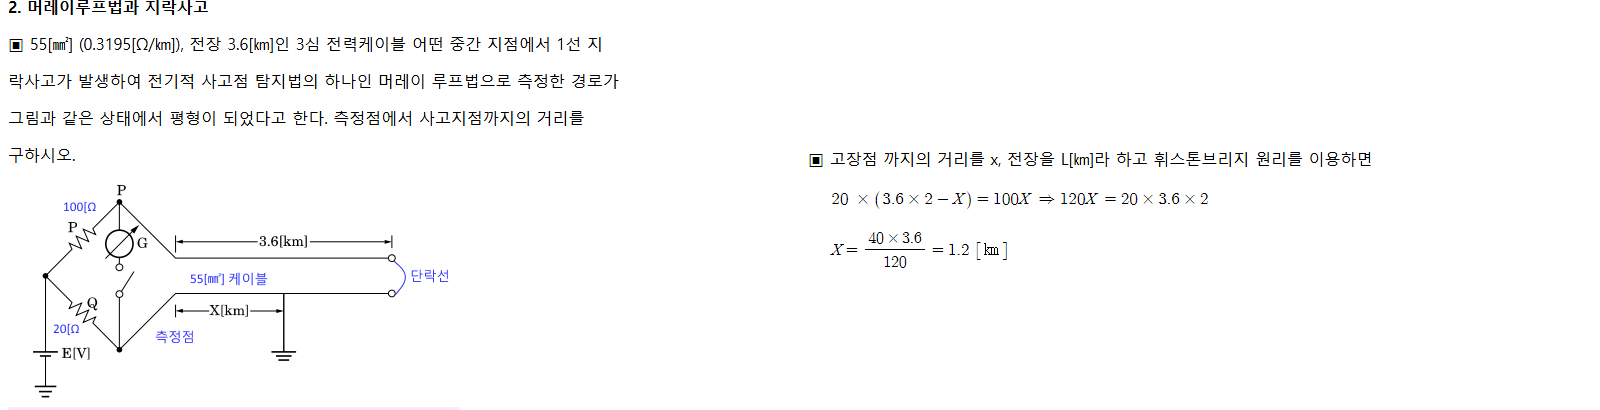 2. 머레이루프법과 지락사고
▣ 55[㎟] (0.3195[Ω/km]), 전장 3.6[㎞]인 3심 전력케이블 어떤 중간 지점에서 1선 지
락사고가 발생하여 전기적 사고점 탐지법의 하나인 머레이 루프법으로 측정한 경로가
그림과 같은 상태에서 평형이 되었다고 한다. 측정점에서 사고지점까지의 거리를
구하시오.
P
100[Ω
P
G
3.6[km]
55[㎟] 케이블
단락선
Q
X[km]
20[Ω
측정점
E[V]
▣ 고장점 까지의 거리를 x, 전장을 L[㎞]라 하고 휘스톤브리지 원리를 이용하면
20 × (3.6 × 2 − X) = 100X ⇒ 120X = 20 × 3.6 × 2
X = 40 × 3.6 / 120 = 1.2 [㎞]